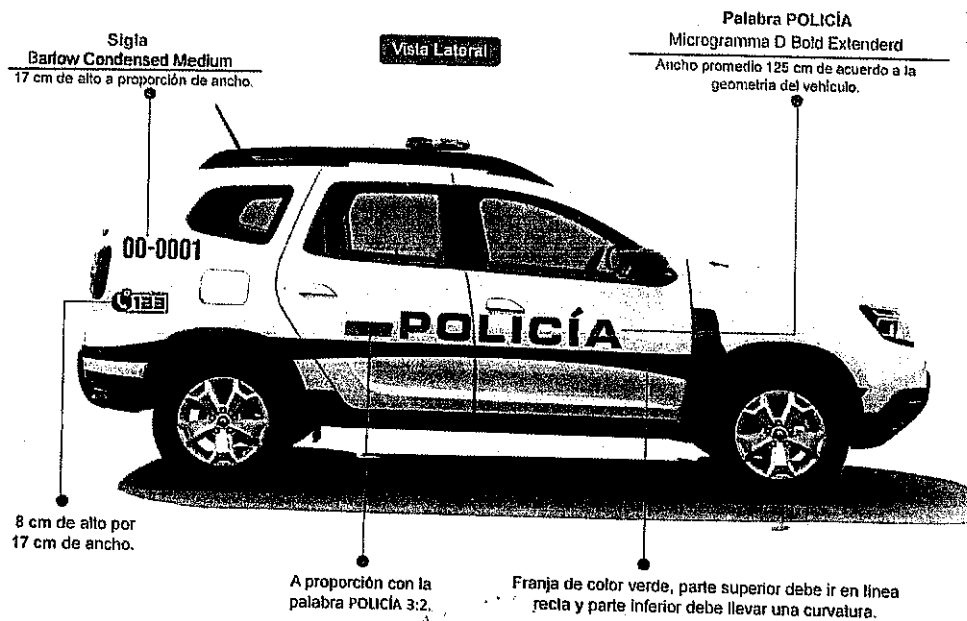 Sigla
Barlow Condensed Medium
17 cm de alto a proporción de ancho.
Vista Lateral
Palabra POLICÍA
Microgramma D Bold Extenderd
Ancho promedio 125 cm de acuerdo a la
geometria del vehículo.
00-0001
123
POLICÍA
8 cm de alto por
17 cm de ancho.
A proporción con la
palabra POLICÍA 3:2.
Franja de color verde, parte superior debe ir en línea
recta y parte inferior debe llevar una curvatura.